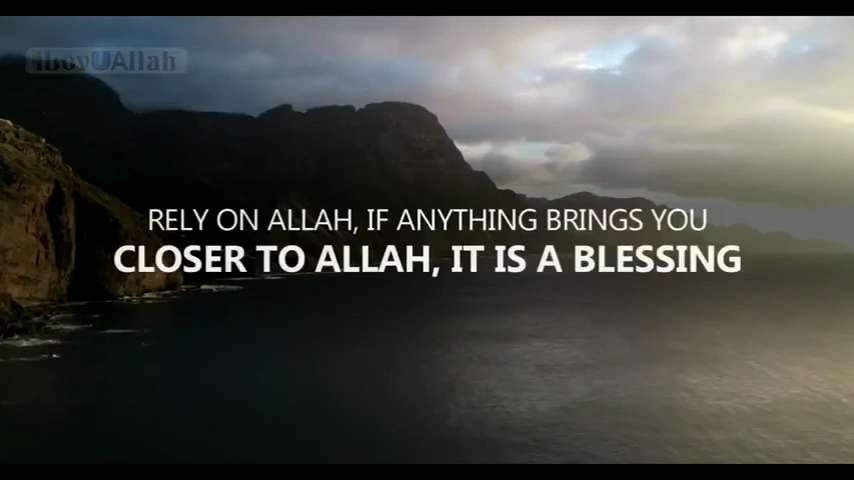 RELY ON ALLAH, IF ANYTHING BRINGS YOU
CLOSER TO ALLAH, IT IS A BLESSING